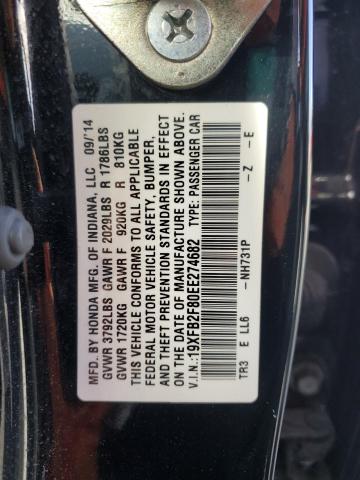 MFD. BY HONDA MFG. OF INDIANA, LLC 09/'14
GVWR 3792LBS GAWR F 2029LBS R 1786LBS
GVWR 1720KG GAWR F 920KG R 810KG
THIS VEHICLE CONFORMS TO ALL APPLICABLE
FEDERAL MOTOR VEHICLE SAFETY, BUMPER,
AND THEFT PREVENTION STANDARDS IN EFFECT
ON THE DATE OF MANUFACTURE SHOWN ABOVE.
V.I.N.:19XFB2F80EE274682 TYPE: PASSENGER CAR
TR3 E LL6 -NH731P -Z -E